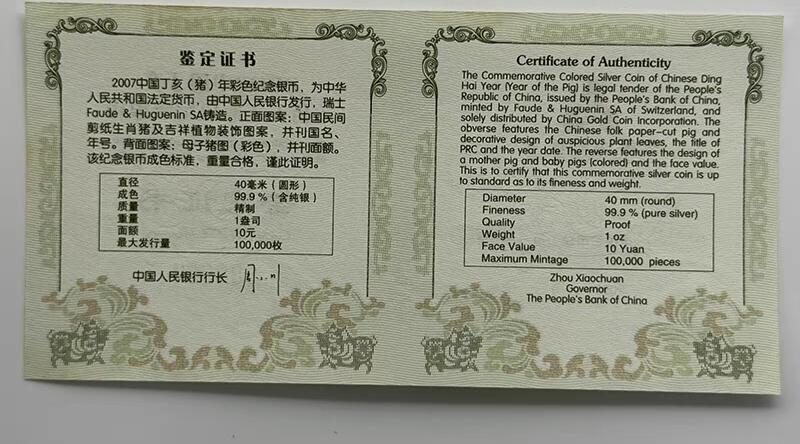 鉴定证书
2007中国丁亥(猪)年彩色纪念银币，为中华
人民共和国法定货币，由中国人民银行发行，瑞士
Faude & Huguenin SA铸造。正面图案：中国民间
剪纸生肖猪及吉祥植物装饰图案，并刊国名、
年号。背面图案：母子猪图(彩色)，并刊面额。
该纪念银币成色标准，重量合格，谨此证明。
直径 40毫米(圆形)
成色 99.9%(含纯银)
质量 精制
重量 1盎司
面额 10元
最大发行量 100,000枚
中国人民银行行长
Certificate of Authenticity
The Commemorative Colored Silver Coin of Chinese Ding
Hai Year (Year of the Pig) is legal tender of the People's
Republic of China, issued by the People's Bank of China,
minted by Faude & Huguenin SA of Switzerland, and
solely distributed by China Gold Coin Incorporation. The
obverse features the Chinese folk paper-cut pig and
decorative design of auspicious plant leaves, the title of
PRC and the year date. The reverse features the design of
a mother pig and baby pigs (colored) and the face value.
This is to certify that this commemorative silver coin is up
to standard as to its fineness and weight.
Diameter 40 mm (round)
Fineness 99.9% (pure silver)
Quality Proof
Weight 1 oz
Face Value 10 Yuan
Maximum Mintage 100,000 pieces
Zhou Xiaochuan
Governor
The People's Bank of China